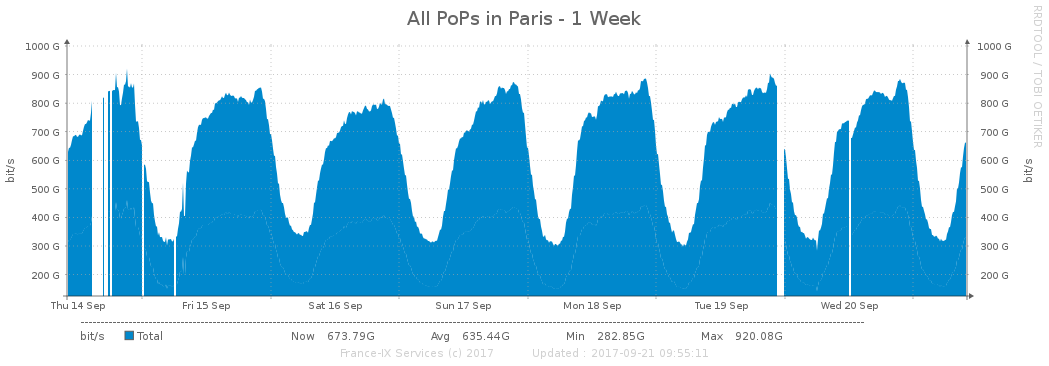 All PoPs in Paris - 1 Week
RRDTOOL / TOBI OETIKER
1000 G 1000 G
900 G 900 G
800 G 800 G
700 G 700 G
600 G 600 G
500 G 500 G
400 G 400 G
300 G 300 G
200 G 200 G
bit/s bit/s
Thu 14 Sep Fri 15 Sep Sat 16 Sep Sun 17 Sep Mon 18 Sep Tue 19 Sep Wed 20 Sep
bit/s Total Now 673.79G Avg 635.44G Min 282.85G Max 920.08G
France-IX Services (c) 2017 Updated : 2017-09-21 09:55:11